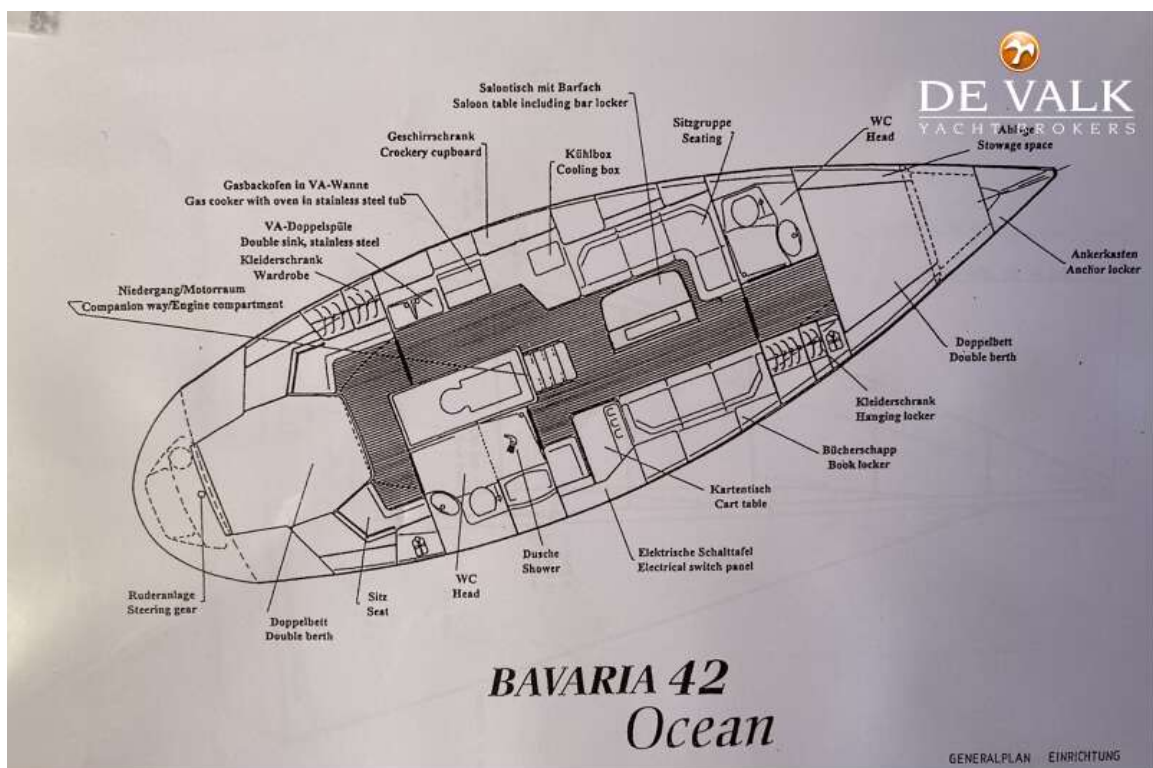 DE VALK
YACHTBROKERS
Salontisch mit Barfach
Saloon table including bar locker
Sitzgruppe
Seating
WC
Head
Stowage space
Geschirrschrank
Crockery cupboard
Kühlbox
Cooling box
Gasbackofen in VA-Wanne
Gas cooker with oven in stainless steel tub
VA-Doppelspüle
Double sink, stainless steel
Kleiderschrank
Wardrobe
Niedergang/Motorraum
Companion way/Engine compartment
Ankerkasten
Anchor locker
Doppelbett
Double berth
Kleiderschrank
Hanging locker
Bücherschapp
Book locker
Kartentisch
Cart table
Elektrische Schalttafel
Electrical switch panel
Dusche
Shower
WC
Head
Sitz
Seat
Ruderanlage
Steering gear
Doppelbett
Double berth
BAVARIA 42
Ocean
GENERALPLAN EINRICHTUNG